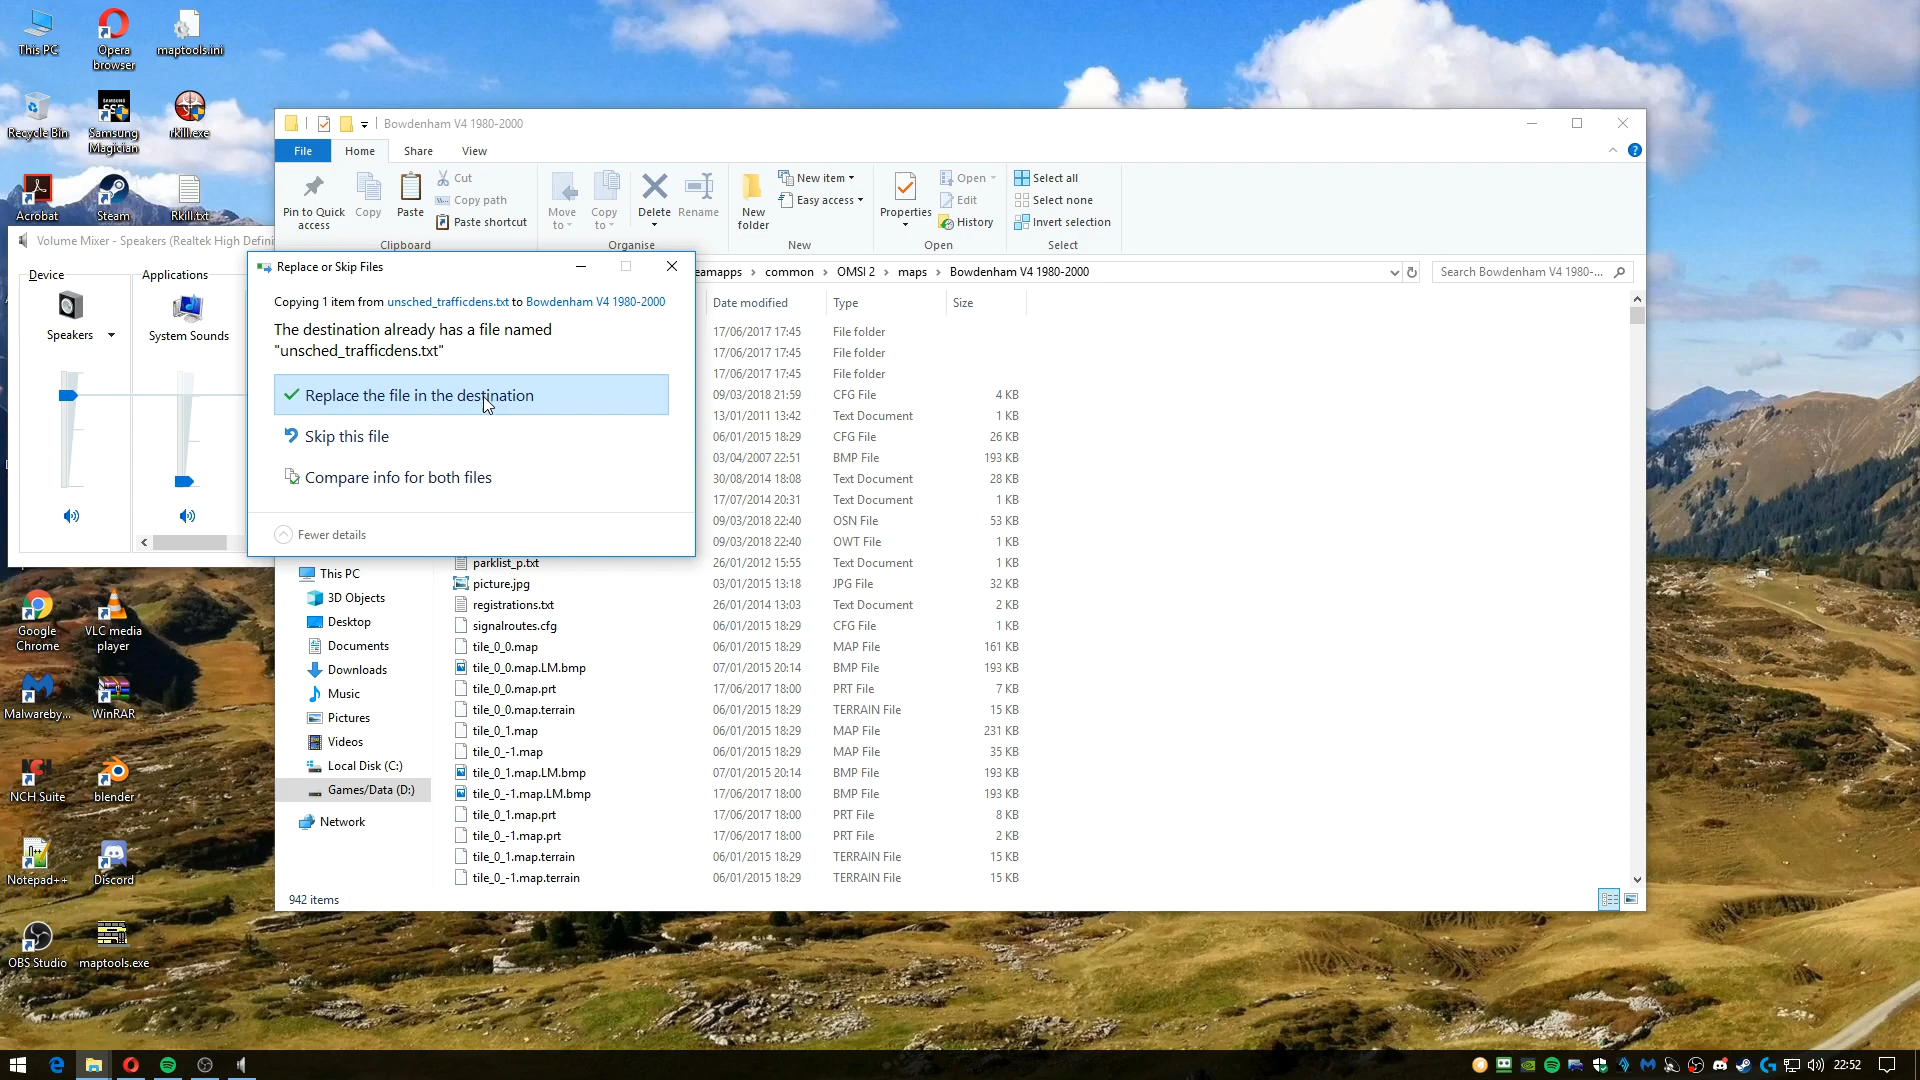 This PC
Opera
browser
maptools.ini
Recycle Bin
SAMSUNG
SSD
Samsung
Magician
rkill.exe
Acrobat
Steam
Rkill.txt
Bowdenham V4 1980-2000
File
Home
Share
View
Pin to Quick
access
Copy
Paste
Cut
Copy path
Paste shortcut
Clipboard
Move
to
Copy
to
Delete
Rename
Organise
New
folder
New item
Easy access
New
Properties
Open
Edit
History
Open
Select all
Select none
Invert selection
Select
Volume Mixer - Speakers (Realtek High Defini
Device
Applications
Speakers
System Sounds
Replace or Skip Files
Copying 1 item from unsched_trafficdens.txt to Bowdenham V4 1980-2000
The destination already has a file named
"unsched_trafficdens.txt"
Replace the file in the destination
Skip this file
Compare info for both files
Fewer details
eamapps > common > OMSI 2 > maps > Bowdenham V4 1980-2000
Search Bowdenham V4 1980-...
Date modified Type Size
17/06/2017 17:45 File folder
17/06/2017 17:45 File folder
17/06/2017 17:45 File folder
09/03/2018 21:59 CFG File 4 KB
13/01/2011 13:42 Text Document 1 KB
06/01/2015 18:29 CFG File 26 KB
03/04/2007 22:51 BMP File 193 KB
30/08/2014 18:08 Text Document 28 KB
17/07/2014 20:31 Text Document 1 KB
09/03/2018 22:40 OSN File 53 KB
09/03/2018 22:40 OWT File 1 KB
parklist_p.txt 26/01/2012 15:55 Text Document 1 KB
picture.jpg 03/01/2015 13:18 JPG File 32 KB
registrations.txt 26/01/2014 13:03 Text Document 2 KB
signalroutes.cfg 06/01/2015 18:29 CFG File 1 KB
tile_0_0.map 06/01/2015 18:29 MAP File 161 KB
tile_0_0.map.LM.bmp 07/01/2015 20:14 BMP File 193 KB
tile_0_0.map.prt 17/06/2017 18:00 PRT File 7 KB
tile_0_0.map.terrain 06/01/2015 18:29 TERRAIN File 15 KB
tile_0_1.map 06/01/2015 18:29 MAP File 231 KB
tile_0_-1.map 06/01/2015 18:29 MAP File 35 KB
tile_0_1.map.LM.bmp 07/01/2015 20:14 BMP File 193 KB
tile_0_-1.map.LM.bmp 17/06/2017 18:00 BMP File 193 KB
tile_0_1.map.prt 17/06/2017 18:00 PRT File 8 KB
tile_0_-1.map.prt 17/06/2017 18:00 PRT File 2 KB
tile_0_1.map.terrain 06/01/2015 18:29 TERRAIN File 15 KB
tile_0_-1.map.terrain 06/01/2015 18:29 TERRAIN File 15 KB
This PC
3D Objects
Desktop
Documents
Downloads
Music
Pictures
Videos
Local Disk (C:)
Games/Data (D:)
Network
942 items
Google
Chrome
VLC media
player
Malwareby...
WinRAR
NCH Suite
blender
Notepad++
Discord
OBS Studio
maptools.exe
22:52